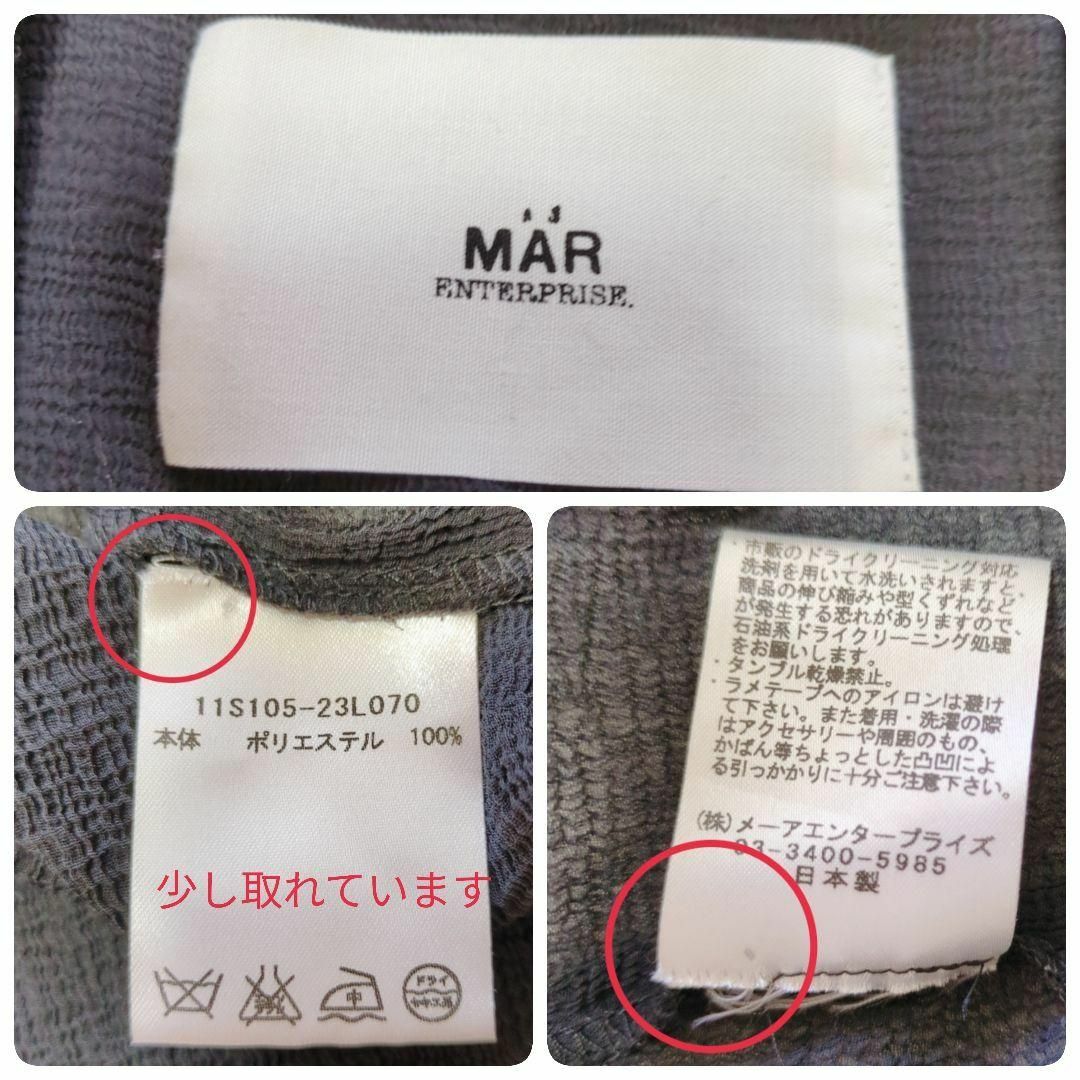 MAR
ENTERPRISE.
11S105-23L070
本体 ポリエステル 100%
少し取れています
中
ドライ
セキユ系
・市販のドライクリーニング対応
洗剤を用いて水洗いされますと、
商品の伸び縮みや型くずれなど
が発生する恐れがありますので、
石油系ドライクリーニング処理
をお願いします。
・タンブル乾燥禁止。
・ラメテープへのアイロンは避け
て下さい。また着用・洗濯の際
はアクセサリーや周囲のもの、
かばん等ちょっとした凸凹によ
る引っかかりに十分ご注意下さい。
(株)メーアエンタープライズ
03-3400-5985
日本製